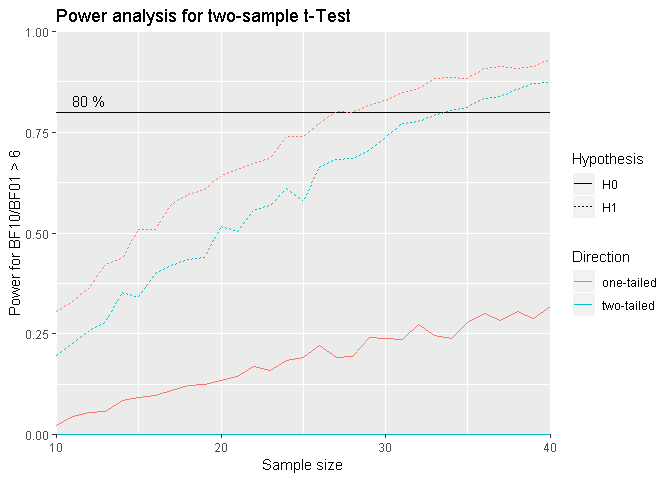 Power analysis for two-sample t-Test
Power for BF10/BF01 > 6
1.00
0.75
0.50
0.25
0.00
80 %
10
20
30
40
Sample size
Hypothesis
H0
H1
Direction
one-tailed
two-tailed